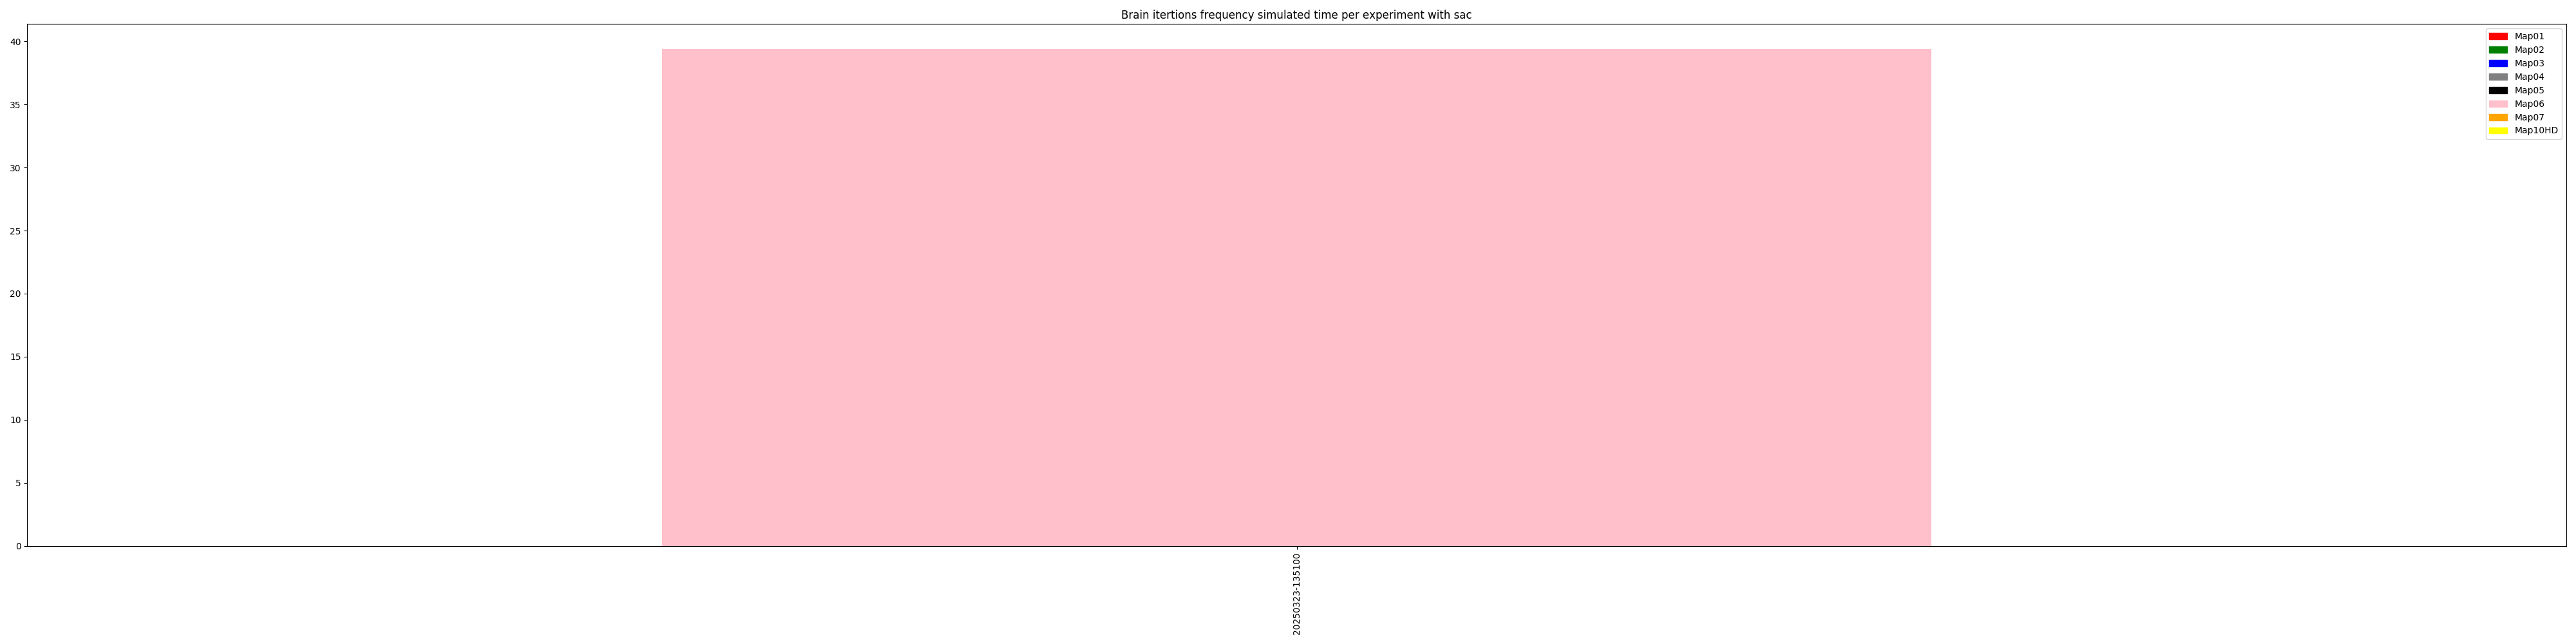 Brain itertions frequency simulated time per experiment with sac
40
35
30
25
20
15
10
5
0
Map01
Map02
Map03
Map04
Map05
Map06
Map07
Map10HD
20250323-135100